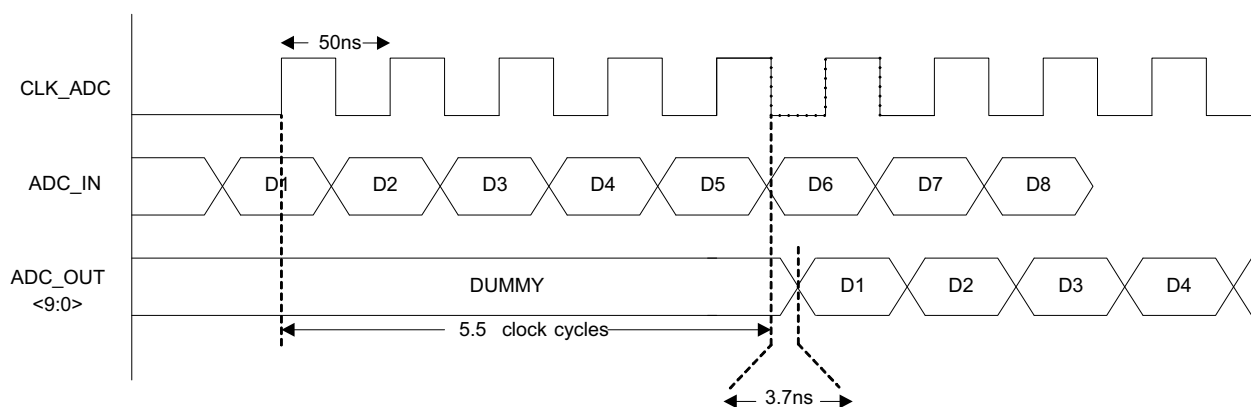 50ns
CLK_ADC
ADC_IN
D1 D2 D3 D4 D5 D6 D7 D8
ADC_OUT
<9:0>
DUMMY D1 D2 D3 D4
5.5 clock cycles
3.7ns